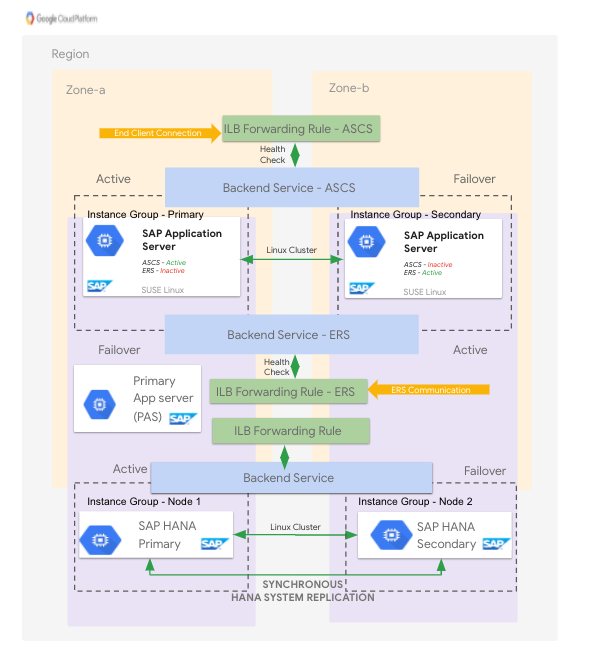 Google Cloud Platform
Region
Zone-a
Zone-b
ILB Forwarding Rule - ASCS
End Client Connection
Health
Check
Active
Failover
Backend Service - ASCS
Instance Group - Primary
Instance Group - Secondary
SAP Application
Server
ASCS - Active
ERS - Inactive
SAP
SUSE Linux
Linux Cluster
SAP Application
Server
ASCS - Inactive
ERS - Active
SAP
SUSE Linux
Backend Service - ERS
Failover
Active
Health
Check
Primary
App server
(PAS)
SAP
ILB Forwarding Rule - ERS
ERS Communication
ILB Forwarding Rule
Active
Failover
Backend Service
Instance Group - Node 1
Instance Group - Node 2
SAP HANA
Primary
SAP
Linux Cluster
SAP HANA
Secondary
SAP
SYNCHRONOUS
HANA SYSTEM REPLICATION